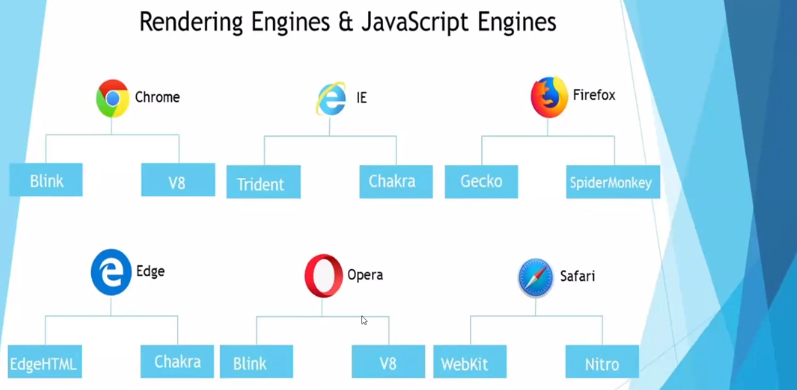 Rendering Engines & JavaScript Engines
Chrome
IE
Firefox
Blink
V8
Trident
Chakra
Gecko
SpiderMonkey
Edge
Opera
Safari
EdgeHTML
Chakra
Blink
V8
WebKit
Nitro